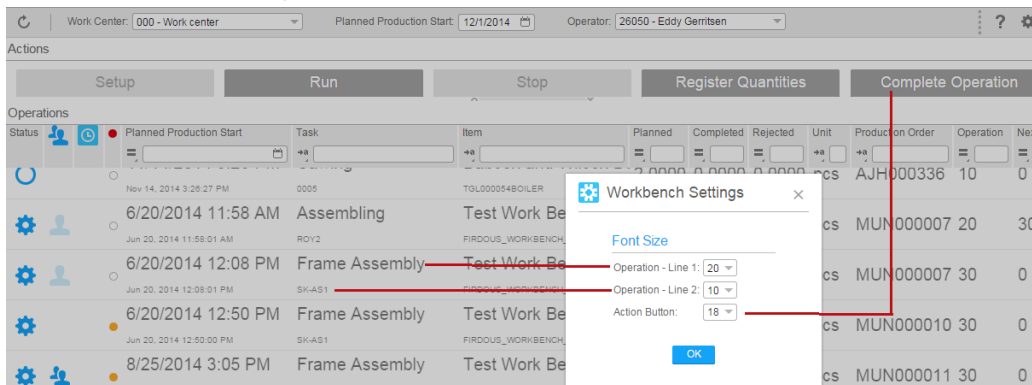 Work Center: 000 - Work center Planned Production Start: 12/1/2014 Operator: 26050 - Eddy Gerritsen ?
Actions
Setup Run Stop Register Quantities Complete Operation
Operations
Status Planned Production Start Task Item Planned Completed Rejected Unit Production Order Operation Nex
Nov 14, 2014 3:26:27 PM 0005 TGL000054BOILER pcs AJH000336 10 0
6/20/2014 11:58 AM Assembling Test Work Be cs MUN000007 20 30
Jun 20, 2014 11:58:01 AM ROY2 FIRDOUS_WORKBENCH_
6/20/2014 12:08 PM Frame Assembly Test Work Be cs MUN000007 30 0
Jun 20, 2014 12:08:01 PM SK-AS1 FIRDOUS_WORKBENCH_
6/20/2014 12:50 PM Frame Assembly Test Work Be cs MUN000010 30 0
Jun 20, 2014 12:50:00 PM SK-AS1 FIRDOUS_WORKBENCH_
8/25/2014 3:05 PM Frame Assembly Test Work Be cs MUN000011 30 0
Workbench Settings
Font Size
Operation - Line 1: 20
Operation - Line 2: 10
Action Button: 18
OK